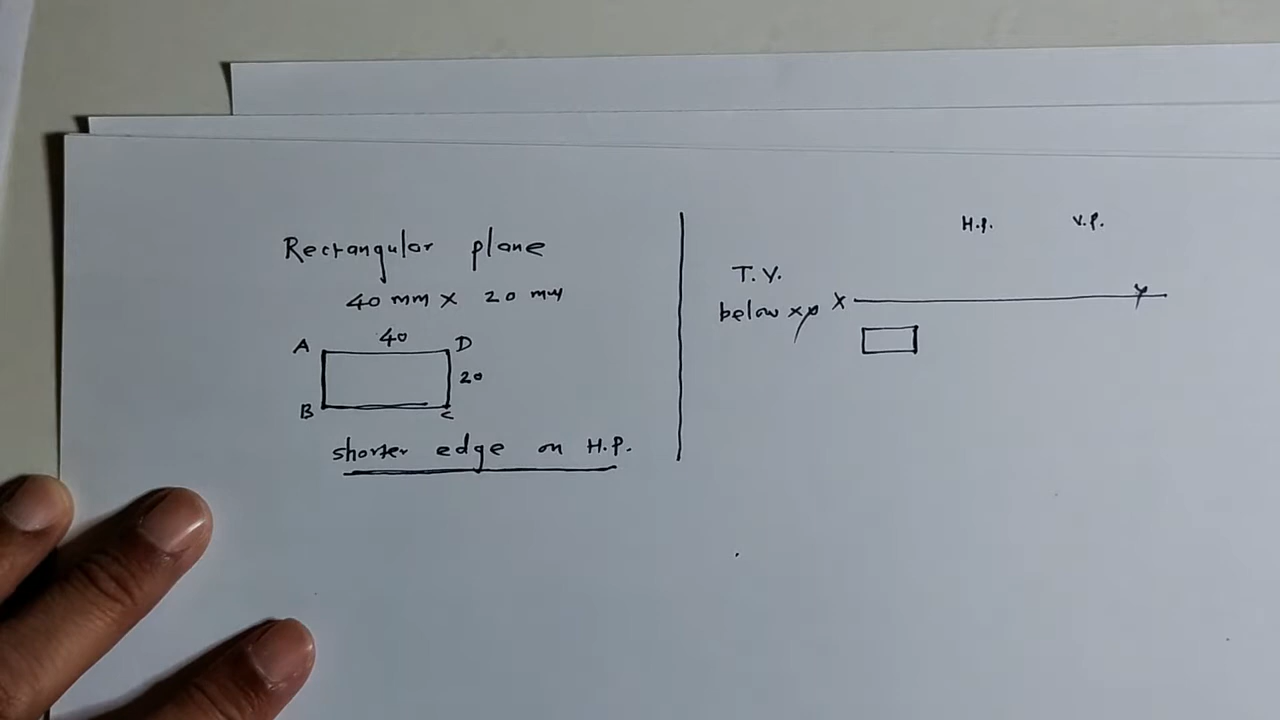 Rectangular plane
40 mm X 20 mm
40
A D
20
B C
shorter edge on H.P.
H.P. V.P.
T.V.
below xy X Y